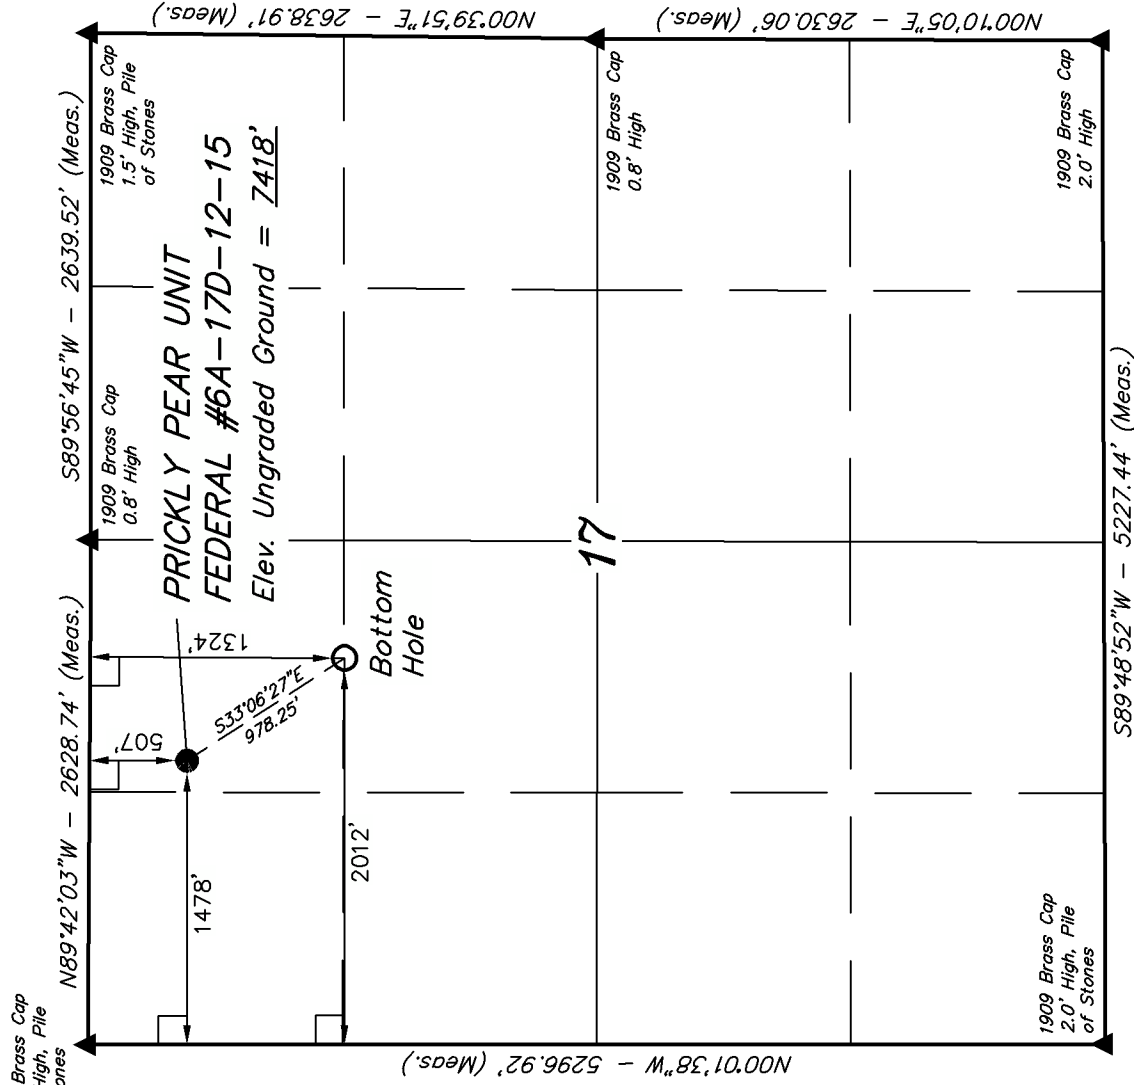 Brass Cap
High, Pile
ones
N89°42'03"W - 2628.74' (Meas.)
S89°56'45"W - 2639.52' (Meas.)
1909 Brass Cap
0.8' High
1909 Brass Cap
1.5' High, Pile
of Stones
N00°39'51"E - 2638.91' (Meas.)
PRICKLY PEAR UNIT
FEDERAL #6A-17D-12-15
Elev. Ungraded Ground = 7418'
507'
1324'
S33°06'27"E
978.25'
1478'
2012'
Bottom
Hole
17
1909 Brass Cap
0.8' High
N00°10'05"E - 2630.06' (Meas.)
N00°01'38"W - 5296.92' (Meas.)
1909 Brass Cap
2.0' High, Pile
of Stones
1909 Brass Cap
2.0' High
S89°48'52"W - 5227.44' (Meas.)